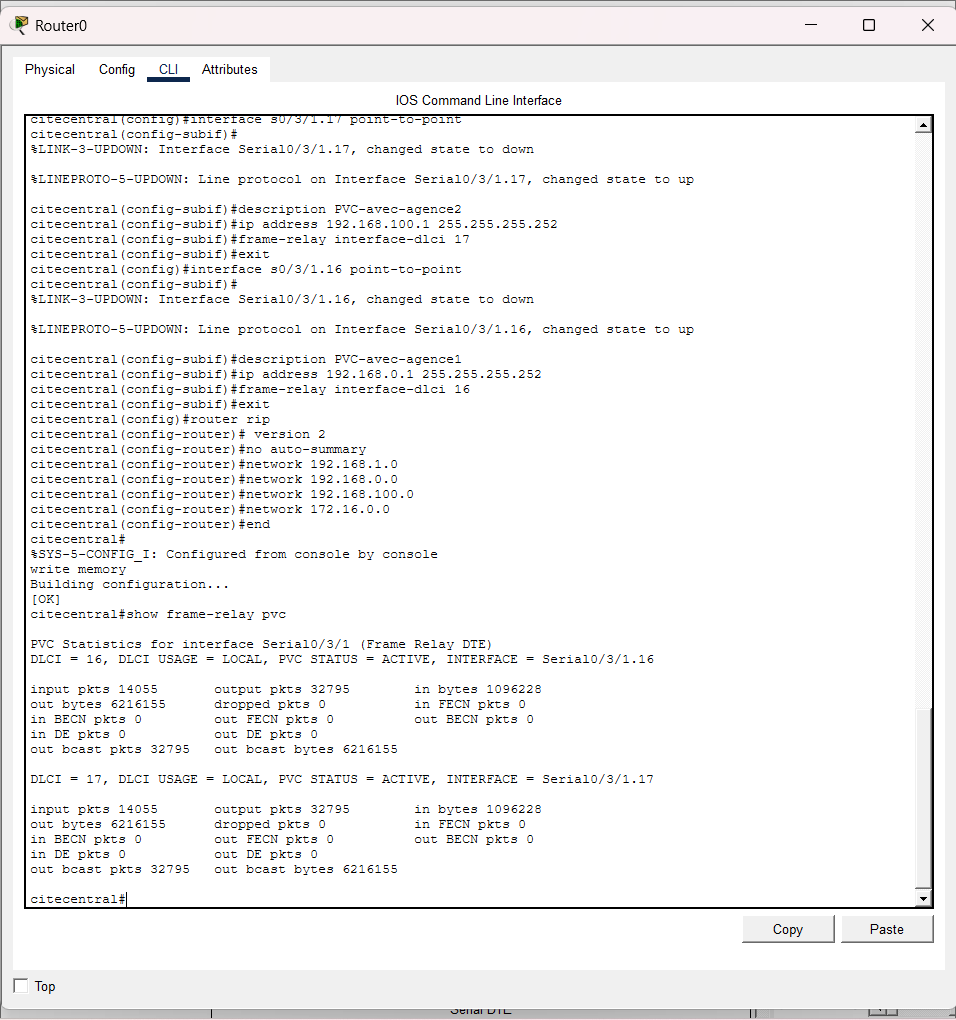 Router0
Physical Config CLI Attributes
IOS Command Line Interface
citecentral(config)#interface s0/3/1.17 point-to-point
citecentral(config-subif)#
%LINK-3-UPDOWN: Interface Serial0/3/1.17, changed state to down
%LINEPROTO-5-UPDOWN: Line protocol on Interface Serial0/3/1.17, changed state to up
citecentral(config-subif)#description PVC-avec-agence2
citecentral(config-subif)#ip address 192.168.100.1 255.255.255.252
citecentral(config-subif)#frame-relay interface-dlci 17
citecentral(config-subif)#exit
citecentral(config)#interface s0/3/1.16 point-to-point
citecentral(config-subif)#
%LINK-3-UPDOWN: Interface Serial0/3/1.16, changed state to down
%LINEPROTO-5-UPDOWN: Line protocol on Interface Serial0/3/1.16, changed state to up
citecentral(config-subif)#description PVC-avec-agence1
citecentral(config-subif)#ip address 192.168.0.1 255.255.255.252
citecentral(config-subif)#frame-relay interface-dlci 16
citecentral(config-subif)#exit
citecentral(config)#router rip
citecentral(config-router)# version 2
citecentral(config-router)#no auto-summary
citecentral(config-router)#network 192.168.1.0
citecentral(config-router)#network 192.168.0.0
citecentral(config-router)#network 192.168.100.0
citecentral(config-router)#network 172.16.0.0
citecentral(config-router)#end
citecentral#
%SYS-5-CONFIG_I: Configured from console by console
write memory
Building configuration...
[OK]
citecentral#show frame-relay pvc
PVC Statistics for interface Serial0/3/1 (Frame Relay DTE)
DLCI = 16, DLCI USAGE = LOCAL, PVC STATUS = ACTIVE, INTERFACE = Serial0/3/1.16
input pkts 14055 output pkts 32795 in bytes 1096228
out bytes 6216155 dropped pkts 0 in FECN pkts 0
in BECN pkts 0 out FECN pkts 0 out BECN pkts 0
in DE pkts 0 out DE pkts 0
out bcast pkts 32795 out bcast bytes 6216155
DLCI = 17, DLCI USAGE = LOCAL, PVC STATUS = ACTIVE, INTERFACE = Serial0/3/1.17
input pkts 14055 output pkts 32795 in bytes 1096228
out bytes 6216155 dropped pkts 0 in FECN pkts 0
in BECN pkts 0 out FECN pkts 0 out BECN pkts 0
in DE pkts 0 out DE pkts 0
out bcast pkts 32795 out bcast bytes 6216155
citecentral#
Copy Paste
Top
Serial DTE